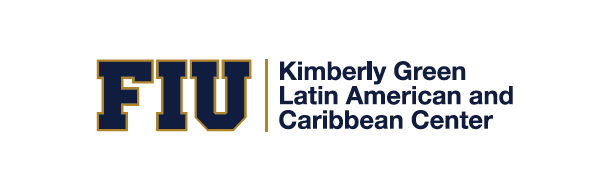 FIU
Kimberly Green
Latin American and
Caribbean Center